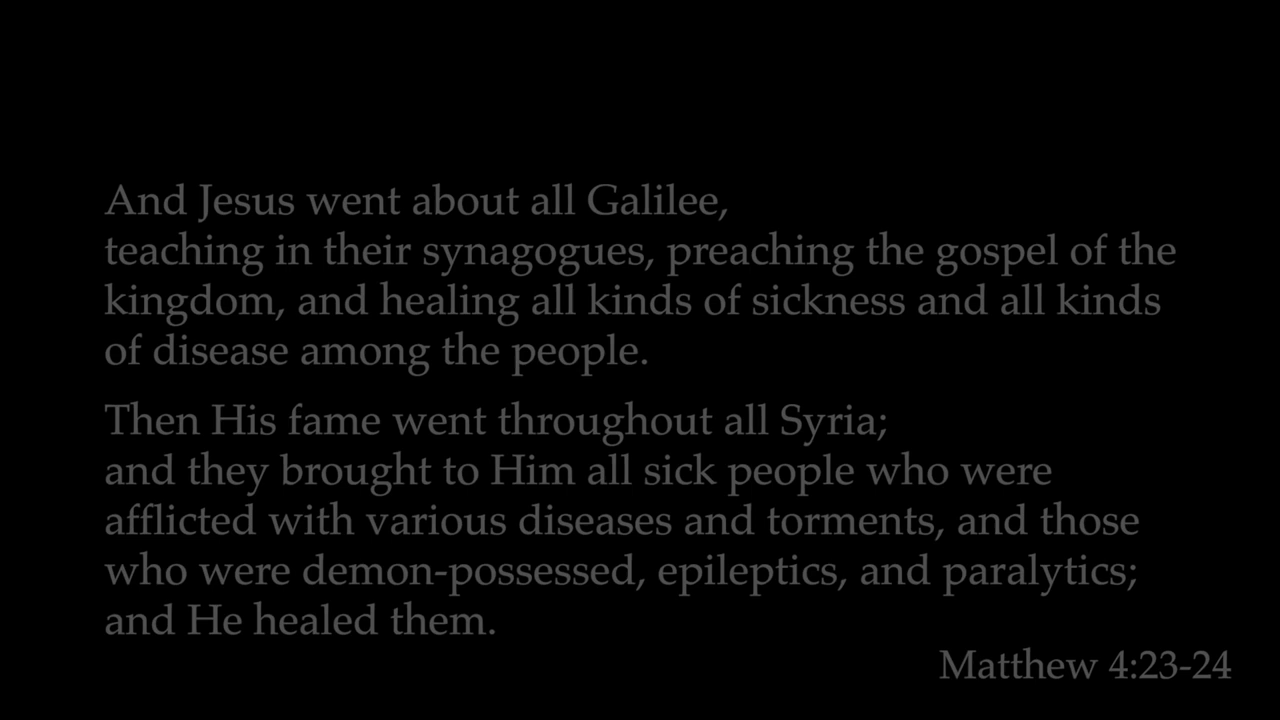 And Jesus went about all Galilee,
teaching in their synagogues, preaching the gospel of the
kingdom, and healing all kinds of sickness and all kinds
of disease among the people.
Then His fame went throughout all Syria;
and they brought to Him all sick people who were
afflicted with various diseases and torments, and those
who were demon-possessed, epileptics, and paralytics;
and He healed them.
Matthew 4:23-24